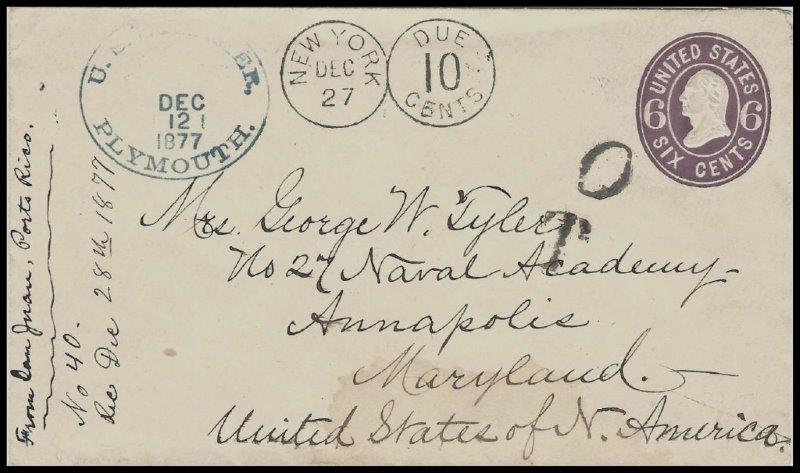 U. S.
DEC
12
1877
PLYMOUTH.
NEW YORK
DEC
27
DUE
10
CENTS
UNITED STATES
6 6
SIX CENTS
O
T
Mrs. George W. Tyler
No 27 Naval Academy
Annapolis
Maryland.
United States of N. America.
From San Juan, Porto Rico.
No 40.
Rec Dec 28th 1877